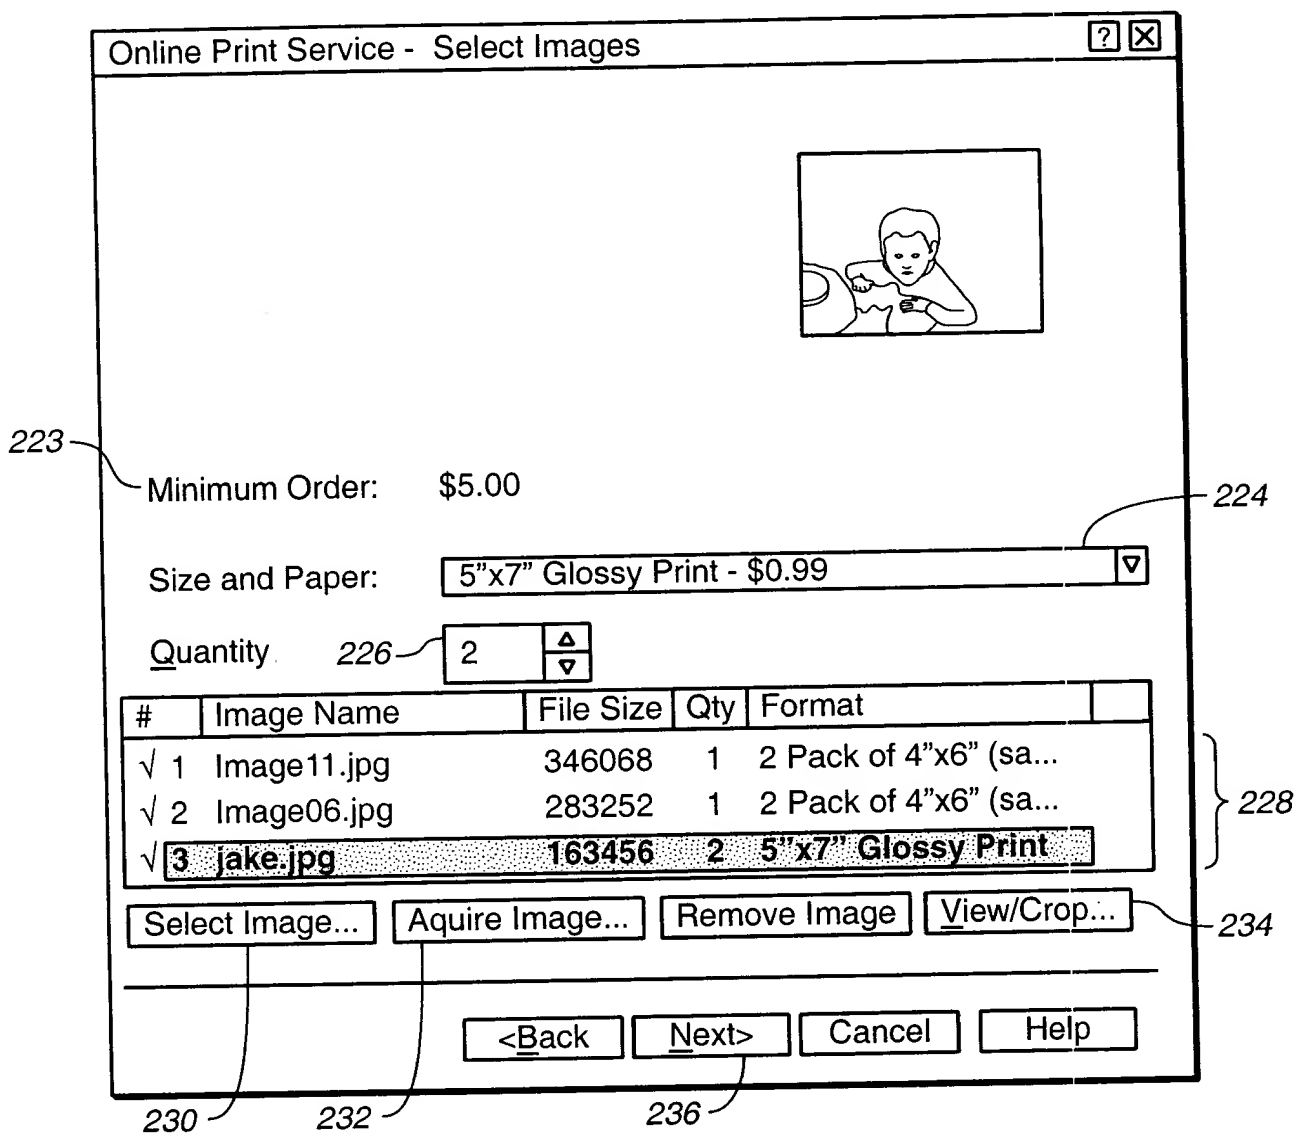 Online Print Service - Select Images ?
223
Minimum Order: $5.00
224
Size and Paper: 5”x7” Glossy Print - $0.99
Quantity 226 2
# Image Name File Size Qty Format
√ 1 Image11.jpg 346068 1 2 Pack of 4”x6” (sa...
√ 2 Image06.jpg 283252 1 2 Pack of 4”x6” (sa...
228
√ 3 jake.jpg 163456 2 5”x7” Glossy Print
Select Image... Aquire Image... Remove Image View/Crop...
234
<Back Next> Cancel Help
230 232 236